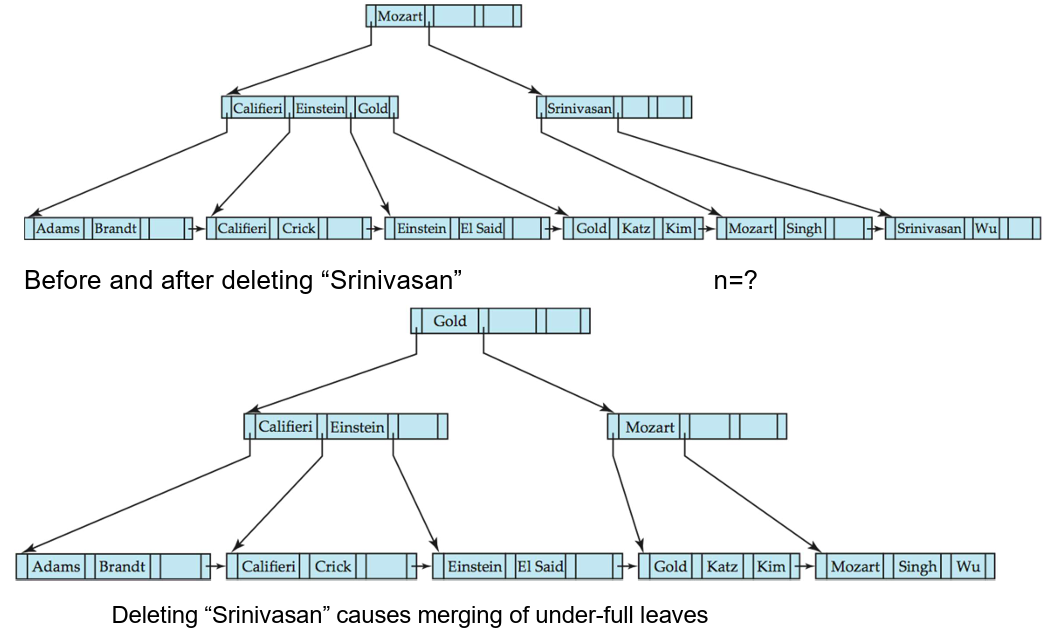 Mozart
Califieri Einstein Gold Srinivasan
Adams Brandt Califieri Crick Einstein El Said Gold Katz Kim Mozart Singh Srinivasan Wu
Before and after deleting “Srinivasan” n=?
Gold
Califieri Einstein Mozart
Adams Brandt Califieri Crick Einstein El Said Gold Katz Kim Mozart Singh Wu
Deleting “Srinivasan” causes merging of under-full leaves